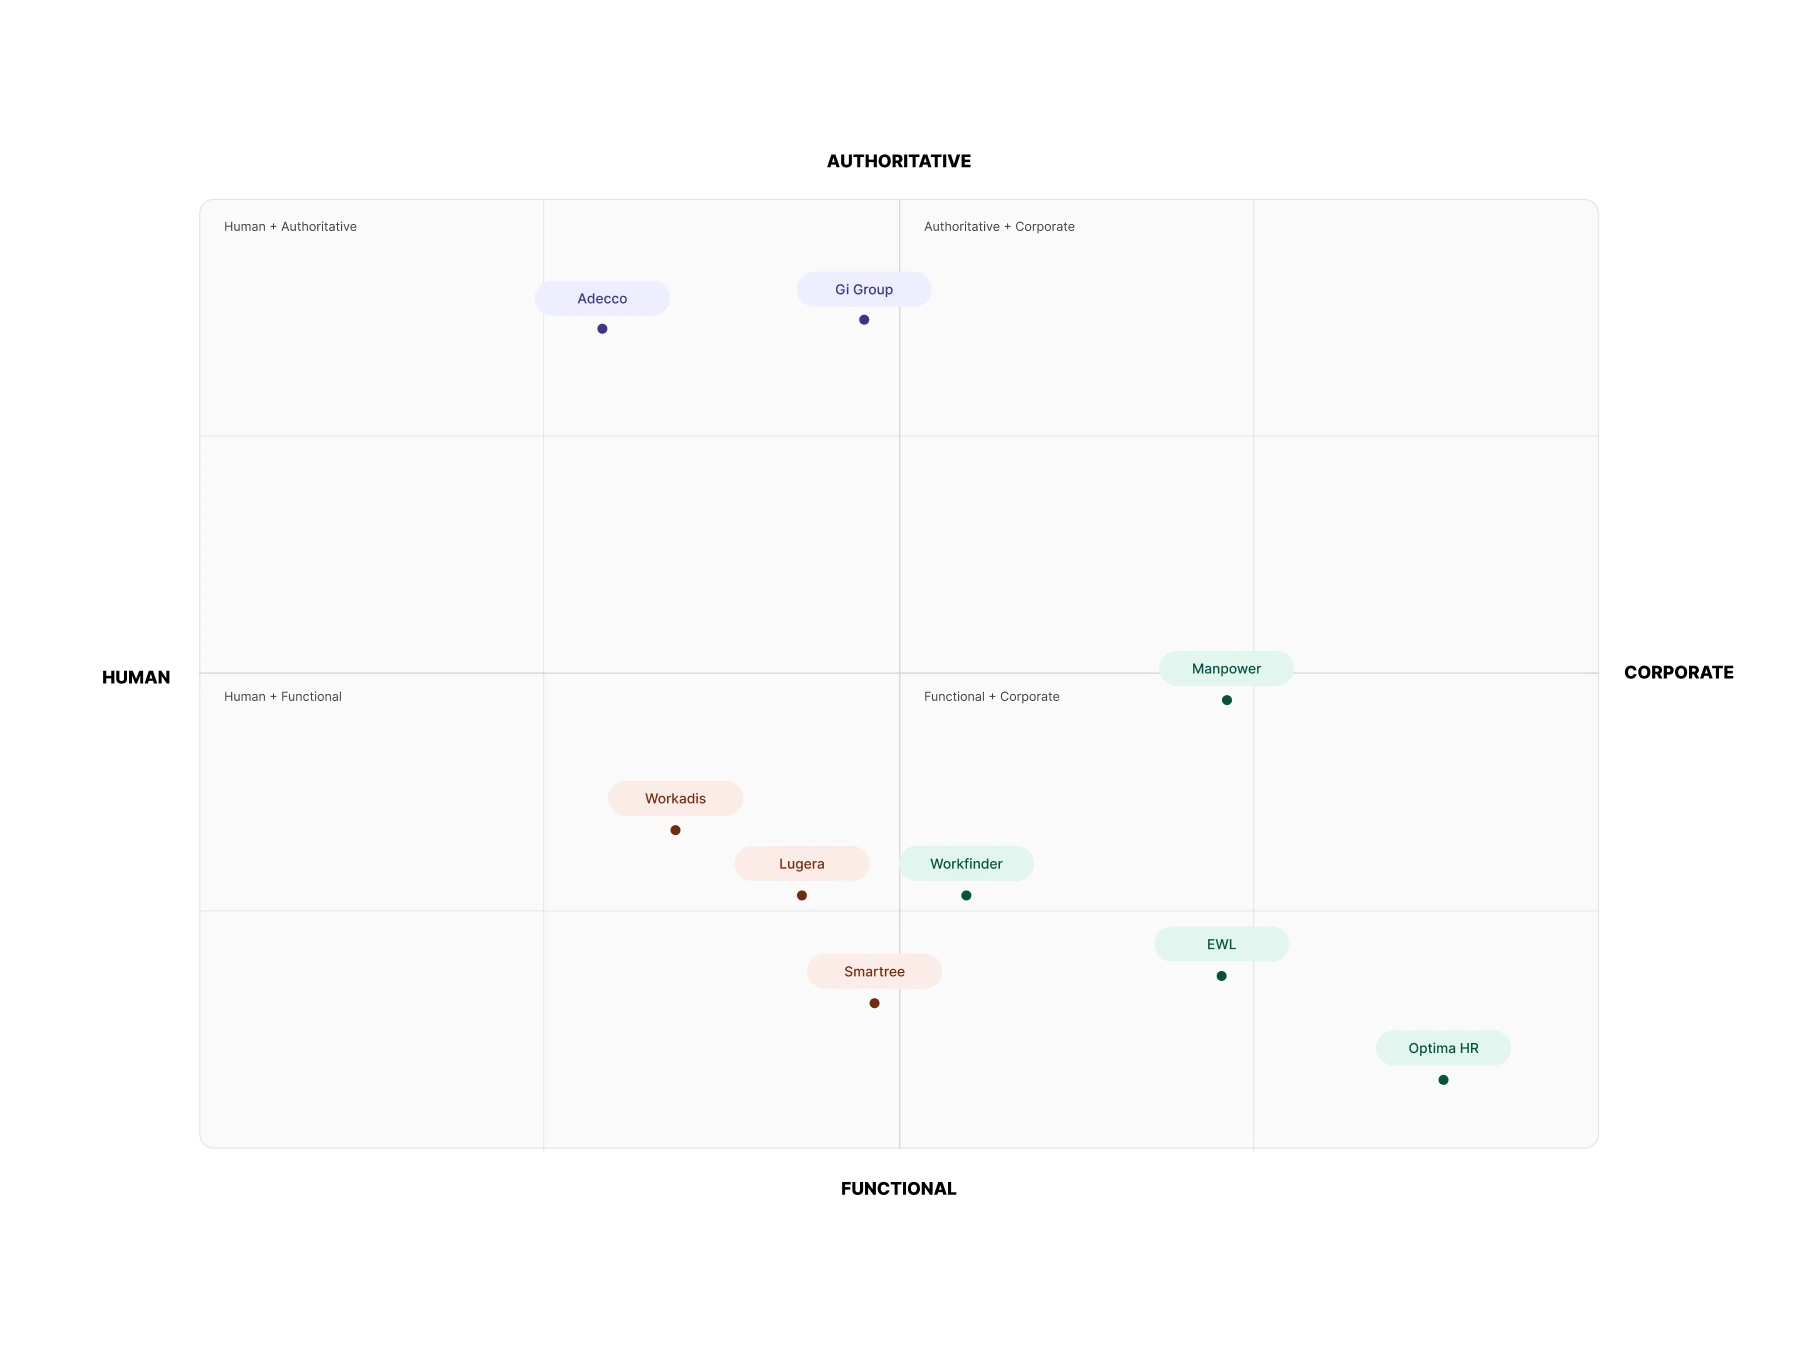 AUTHORITATIVE
Human + Authoritative
Authoritative + Corporate
Adecco
Gi Group
HUMAN
Manpower
CORPORATE
Human + Functional
Functional + Corporate
Workadis
Lugera
Workfinder
EWL
Smartree
Optima HR
FUNCTIONAL